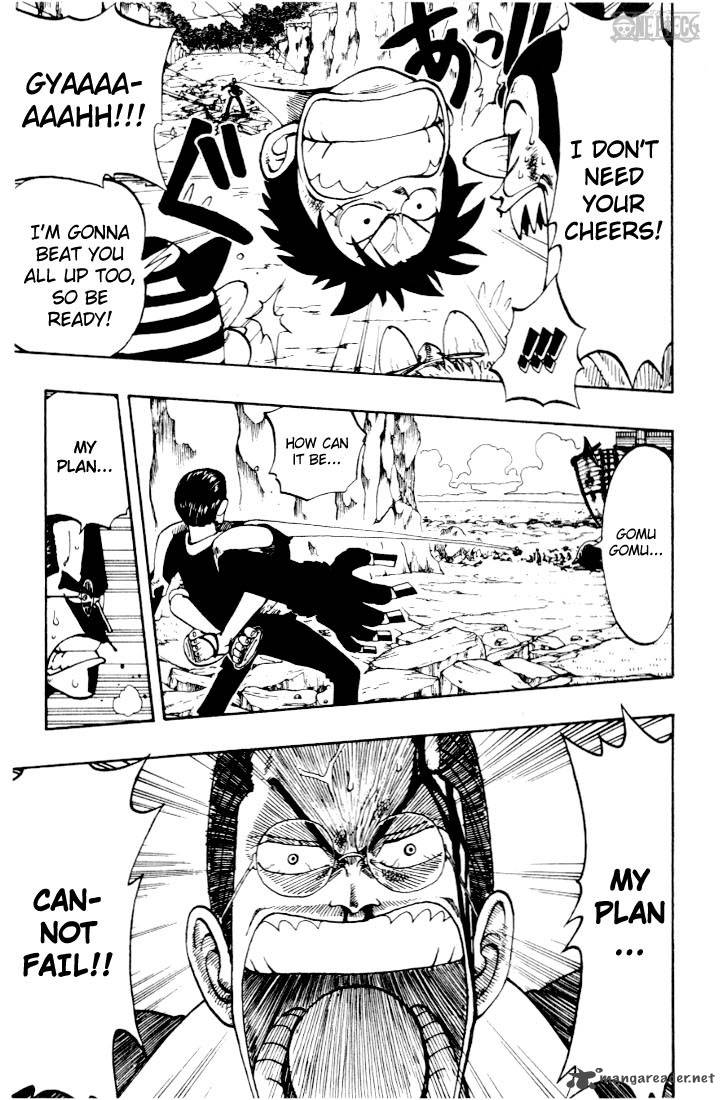 ONE PIECE
あっ!!
I DON'T
NEED
YOUR
CHEERS!
GYAAAA-
AAAHH!!!
I'M GONNA
BEAT YOU
ALL UP TOO,
SO BE
READY!
!!!!
GOMU
GOMU...
HOW CAN
IT BE...
MY
PLAN...
MY
PLAN
...
CAN-
NOT
FAIL!!
mangareader.net